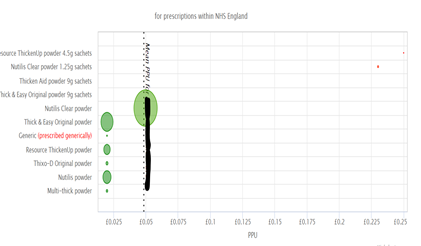 for prescriptions within NHS England
esource ThickenUp powder 4.5g sachets
Nutilis Clear powder 1.25g sachets
Thicken Aid powder 9g sachets
hick & Easy Original powder 9g sachets
Nutilis Clear powder
Thick & Easy Original powder
Generic (prescribed generically)
Resource ThickenUp powder
Thixo-D Original powder
Nutilis powder
Multi-thick powder
£0.025 £0.05 £0.075 £0.1 £0.125 £0.15 £0.175 £0.2 £0.225 £0.25
PPU